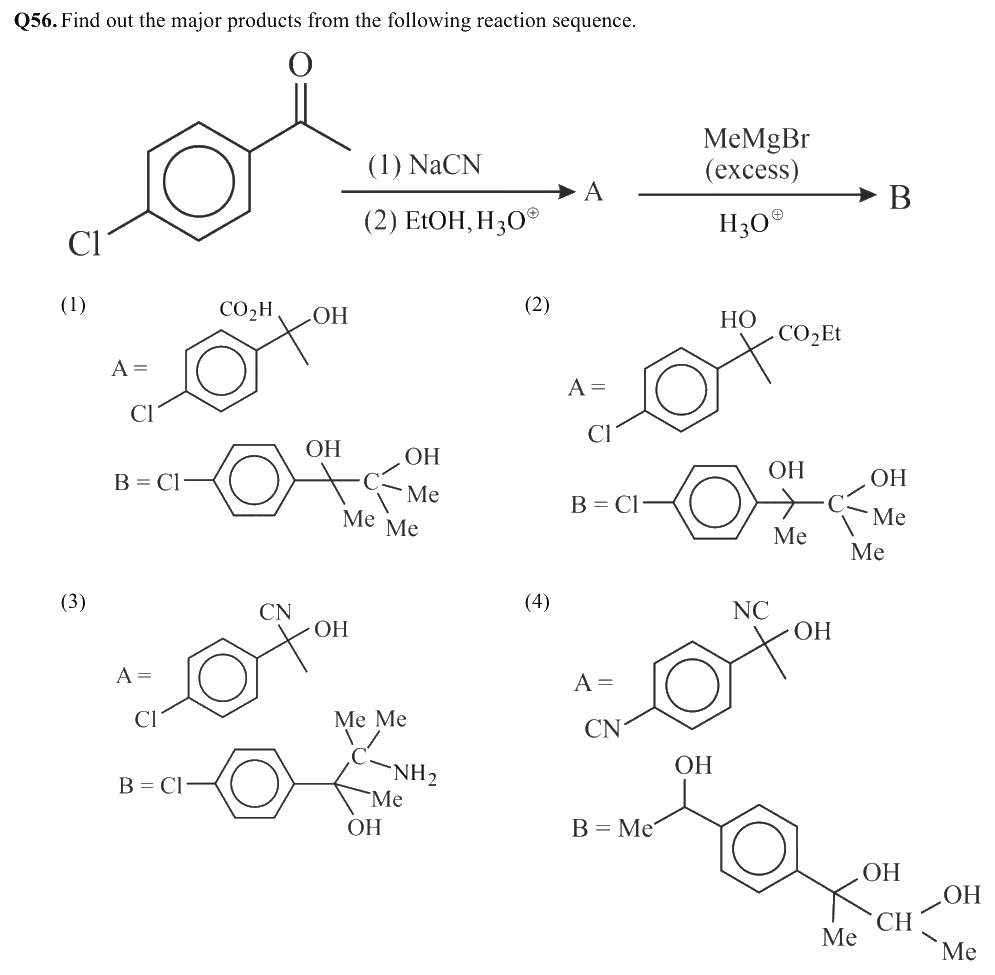 Q56. Find out the major products from the following reaction sequence.
O
Cl
(1) NaCN
(2) EtOH, H₃O⊕
A
MeMgBr
(excess)
H₃O⊕
B
(1)
A =
CO₂H
OH
Cl
B = Cl
OH
OH
Me
Me
Me
(2)
A =
HO
CO₂Et
Cl
B = Cl
OH
OH
Me
Me
Me
(3)
A =
CN
OH
Cl
B = Cl
Me Me
C
NH₂
Me
OH
C
(4)
A =
NC
OH
CN
B = Me
OH
OH
OH
CH
Me
Me